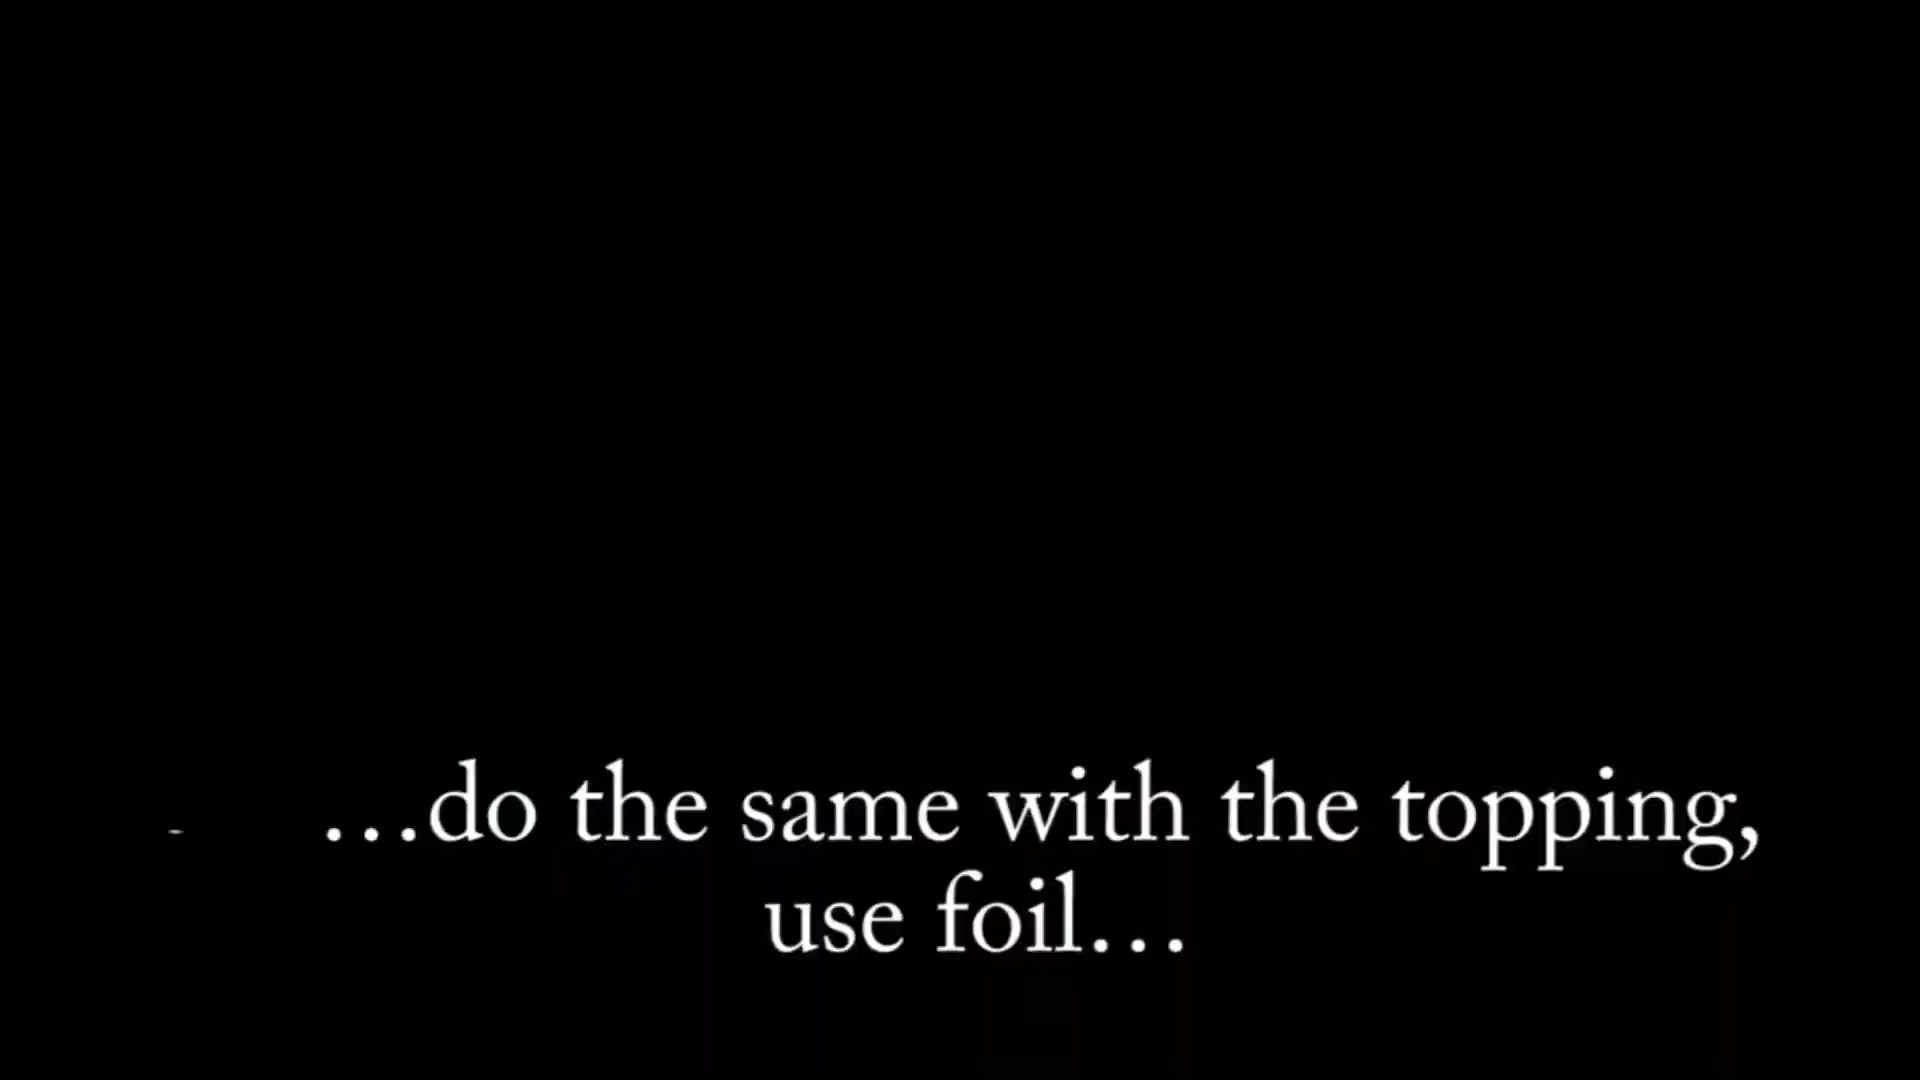 …do the same with the topping,
use foil…